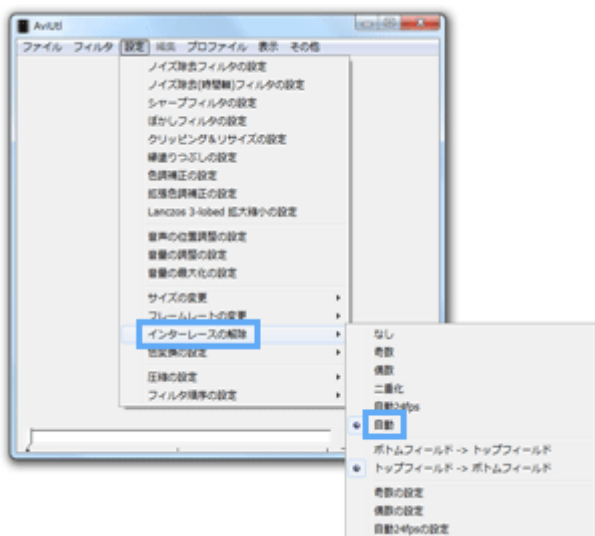 AviUtl
ファイル フィルタ 設定 編集 プロファイル 表示 その他
ノイズ除去フィルタの設定
ノイズ除去(時間軸)フィルタの設定
シャープフィルタの設定
ぼかしフィルタの設定
クリッピング&リサイズの設定
縁塗りつぶしの設定
色調補正の設定
拡張色調補正の設定
Lanczos 3-lobed 拡大縮小の設定
音声の位置調整の設定
音量の調整の設定
音量の最大化の設定
サイズの変更
フレームレートの変更
インターレースの解除
色変換の設定
圧縮の設定
フィルタ順序の設定
なし
奇数
偶数
二重化
自動24fps
自動
ボトムフィールド -> トップフィールド
トップフィールド -> ボトムフィールド
奇数の設定
偶数の設定
自動24fpsの設定